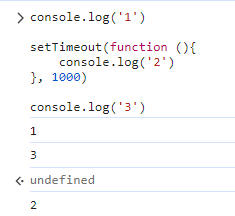 console.log('1')
setTimeout(function (){
    console.log('2')
}, 1000)
console.log('3')
1
3
undefined
2